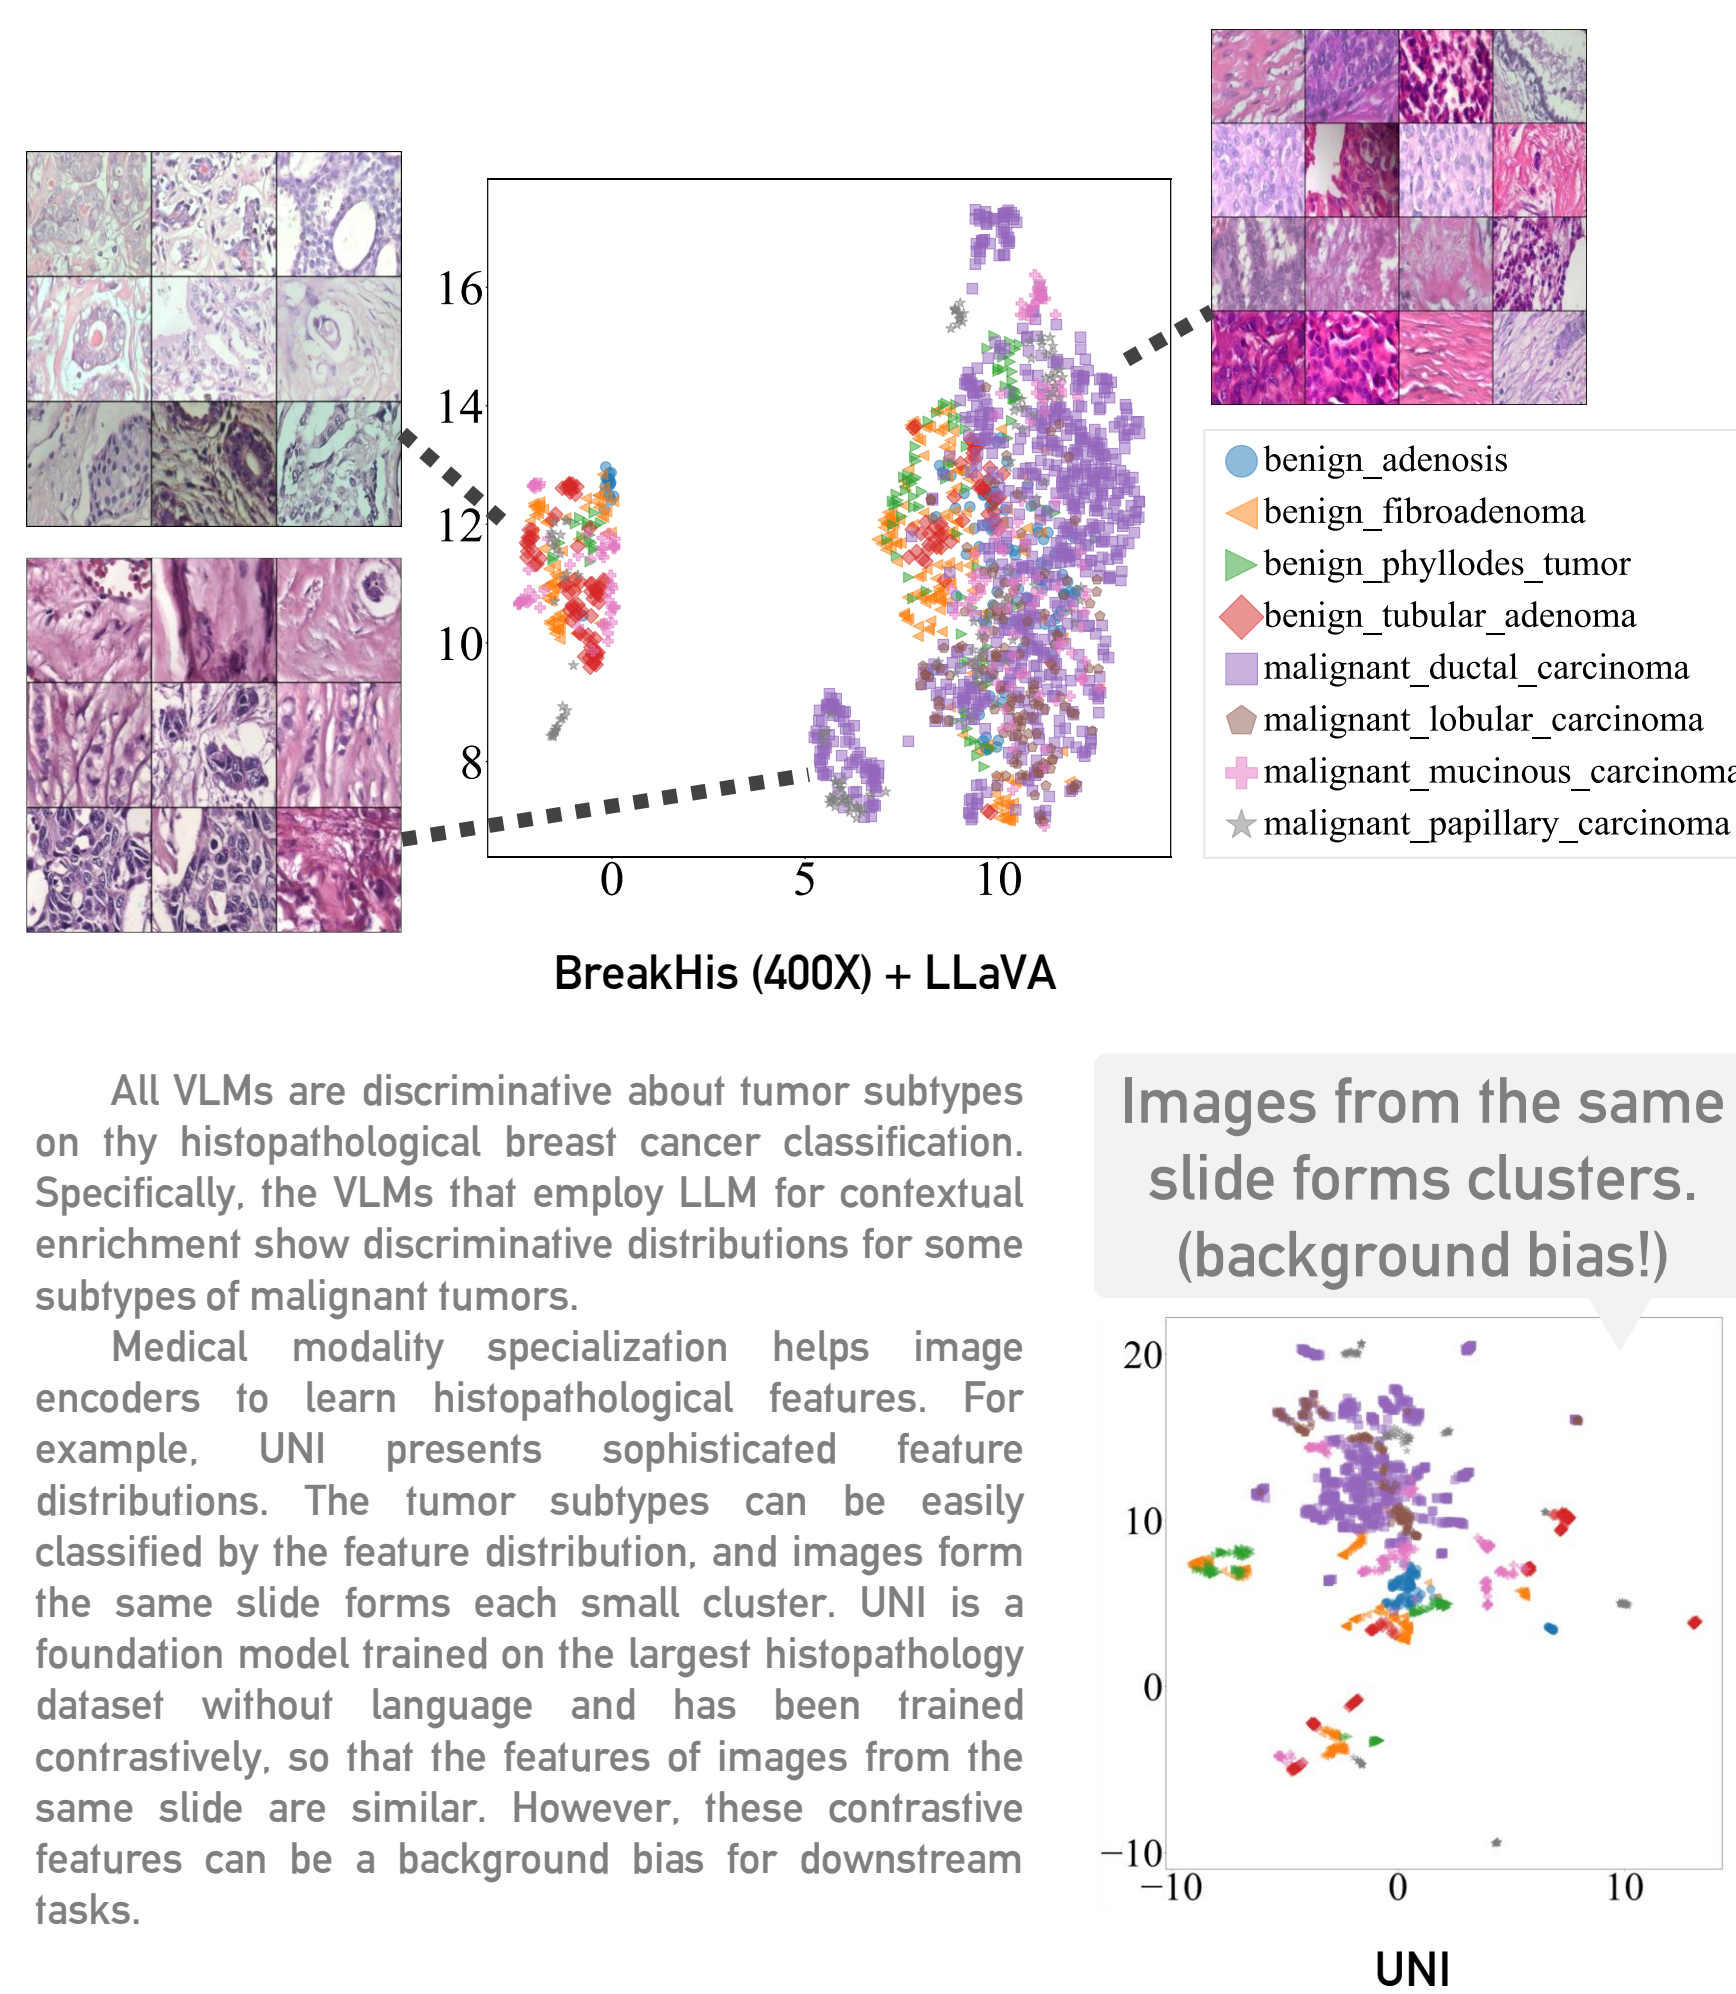 16
14
12
10
8
0
5
10
benign_adenosis
benign_fibroadenoma
benign_phyllodes_tumor
benign_tubular_adenoma
malignant_ductal_carcinoma
malignant_lobular_carcinoma
malignant_mucinous_carcinoma
malignant_papillary_carcinoma
BreakHis (400X) + LLaVA
All VLMs are discriminative about tumor subtypes
on thy histopathological breast cancer classification.
Specifically, the VLMs that employ LLM for contextual
enrichment show discriminative distributions for some
subtypes of malignant tumors.
Medical modality specialization helps image
encoders to learn histopathological features. For
example, UNI presents sophisticated feature
distributions. The tumor subtypes can be easily
classified by the feature distribution, and images form
the same slide forms each small cluster. UNI is a
foundation model trained on the largest histopathology
dataset without language and has been trained
contrastively, so that the features of images from the
same slide are similar. However, these contrastive
features can be a background bias for downstream
tasks.
Images from the same
slide forms clusters.
(background bias!)
20
10
0
−10
−10
0
10
UNI